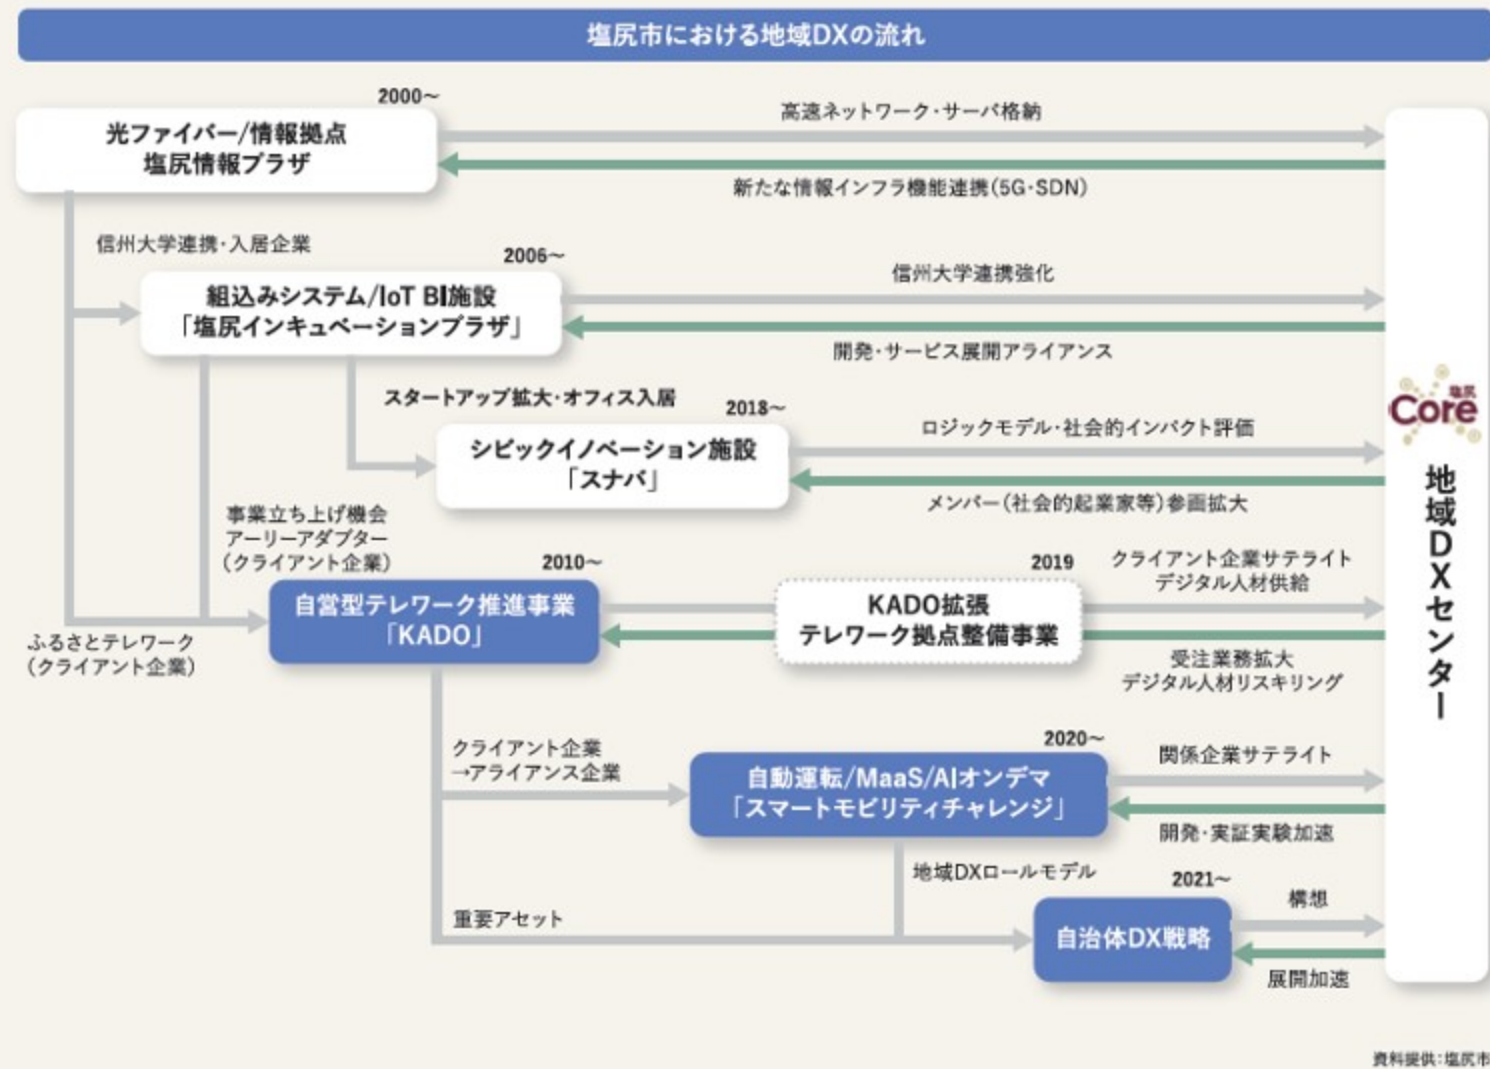 塩尻市における地域DXの流れ
2000〜
光ファイバー/情報拠点
塩尻情報プラザ
高速ネットワーク・サーバ格納
新たな情報インフラ機能連携(5G・SDN)
信州大学連携・入居企業
2006〜
組込みシステム/IoT BI施設
「塩尻インキュベーションプラザ」
信州大学連携強化
開発・サービス展開アライアンス
スタートアップ拡大・オフィス入居
2018〜
シビックイノベーション施設
「スナバ」
ロジックモデル・社会的インパクト評価
メンバー(社会的起業家等)参画拡大
事業立ち上げ機会
アーリーアダプター
(クライアント企業)
ふるさとテレワーク
(クライアント企業)
2010〜
自営型テレワーク推進事業
「KADO」
2019
KADO拡張
テレワーク拠点整備事業
クライアント企業サテライト
デジタル人材供給
受注業務拡大
デジタル人材リスキリング
クライアント企業
→アライアンス企業
2020〜
自動運転/MaaS/AIオンデマ
「スマートモビリティチャレンジ」
関係企業サテライト
開発・実証実験加速
地域DXロールモデル
重要アセット
2021〜
自治体DX戦略
構想
展開加速
塩尻
Core
地域DXセンター
資料提供:塩尻市